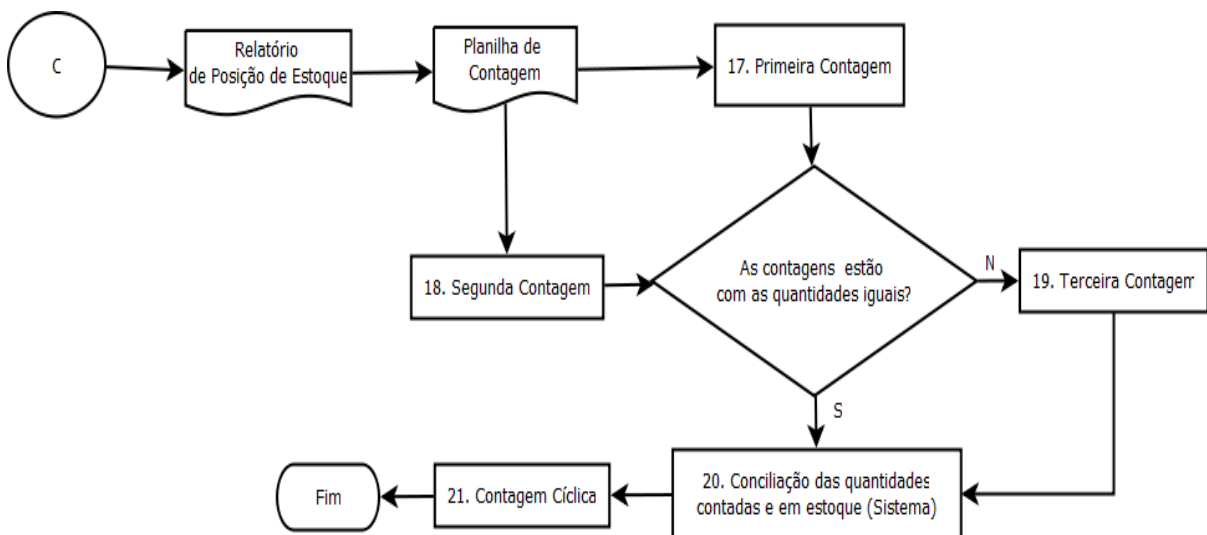 C
Relatório
de Posição de Estoque
Planilha de
Contagem
17. Primeira Contagem
18. Segunda Contagem
As contagens estão
com as quantidades iguais?
N
19. Terceira Contagem
S
20. Conciliação das quantidades
contadas e em estoque (Sistema)
21. Contagem Cíclica
Fim